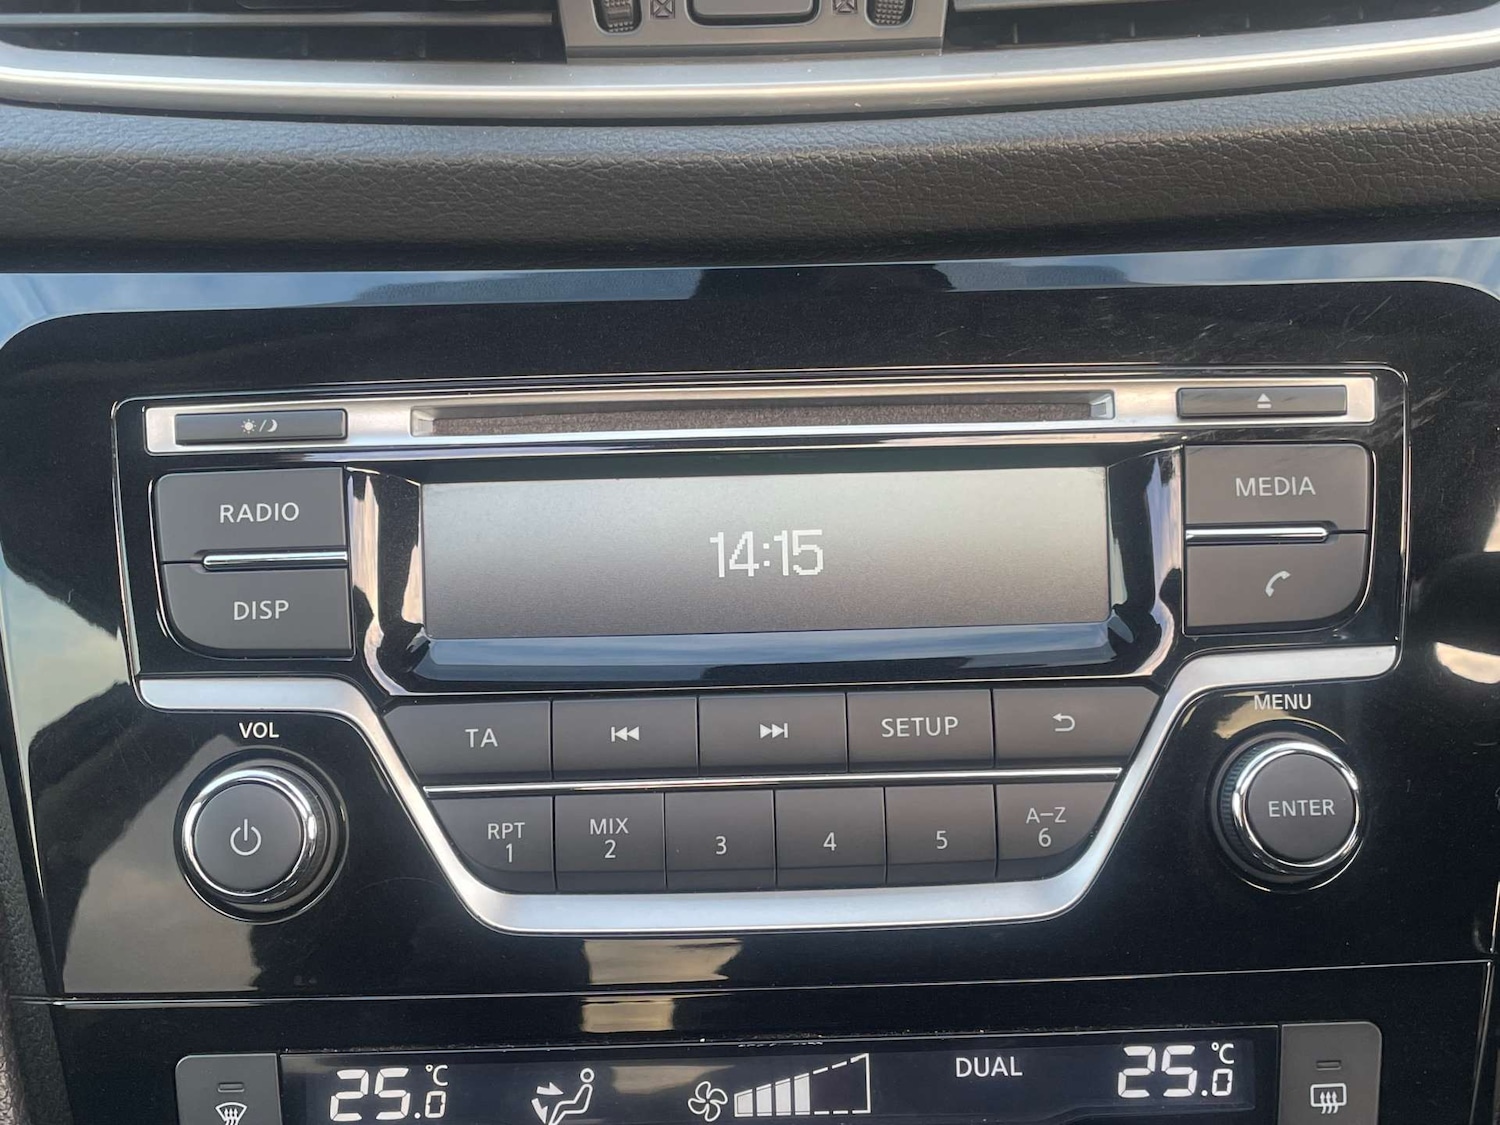 RADIO
MEDIA
14:15
DISP
VOL
TA
SETUP
MENU
ENTER
RPT
1
MIX
2
3
4
5
A-Z
6
25.0 °C
DUAL
25.0 °C